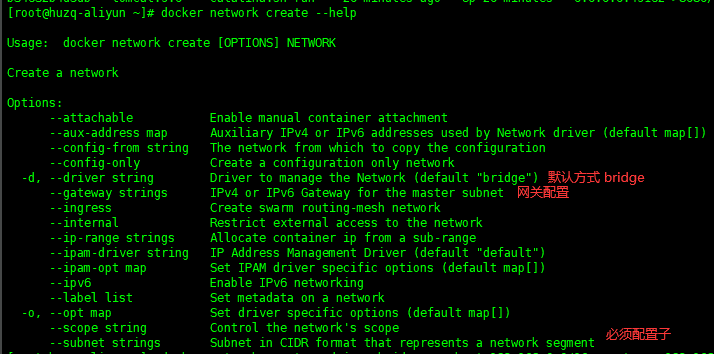 [root@huzq-aliyun ~]# docker network create --help
Usage:  docker network create [OPTIONS] NETWORK
Create a network
Options:
      --attachable           Enable manual container attachment
      --aux-address map      Auxiliary IPv4 or IPv6 addresses used by Network driver (default map[])
      --config-from string   The network from which to copy the configuration
      --config-only          Create a configuration only network
  -d, --driver string        Driver to manage the Network (default "bridge") 默认方式 bridge
      --gateway strings      IPv4 or IPv6 Gateway for the master subnet 网关配置
      --ingress              Create swarm routing-mesh network
      --internal             Restrict external access to the network
      --ip-range strings     Allocate container ip from a sub-range
      --ipam-driver string   IP Address Management Driver (default "default")
      --ipam-opt map         Set IPAM driver specific options (default map[])
      --ipv6                 Enable IPv6 networking
      --label list           Set metadata on a network
  -o, --opt map              Set driver specific options (default map[])
      --scope string         Control the network's scope 必须配置子
      --subnet strings       Subnet in CIDR format that represents a network segment